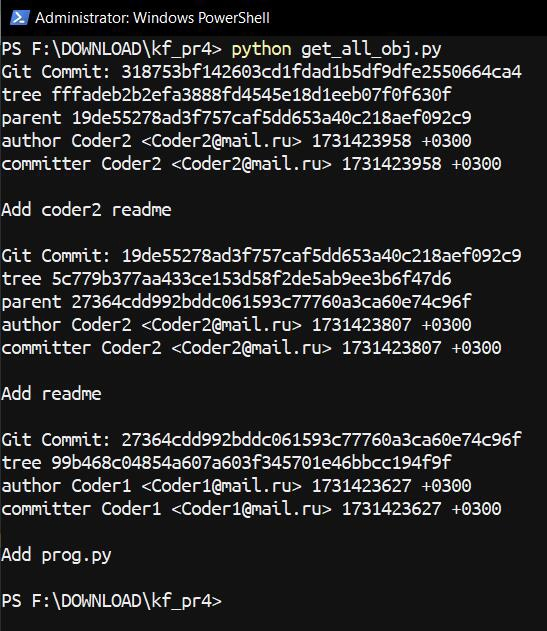 Administrator: Windows PowerShell
PS F:\DOWNLOAD\kf_pr4> python get_all_obj.py
Git Commit: 318753bf142603cd1fdad1b5df9dfe2550664ca4
tree fffadeb2b2efa3888fd4545e18d1eeb07f0f630f
parent 19de55278ad3f757caf5dd653a40c218aef092c9
author Coder2 <Coder2@mail.ru> 1731423958 +0300
committer Coder2 <Coder2@mail.ru> 1731423958 +0300
Add coder2 readme
Git Commit: 19de55278ad3f757caf5dd653a40c218aef092c9
tree 5c779b377aa433ce153d58f2de5ab9ee3b6f47d6
parent 27364cdd992bddc061593c77760a3ca60e74c96f
author Coder2 <Coder2@mail.ru> 1731423807 +0300
committer Coder2 <Coder2@mail.ru> 1731423807 +0300
Add readme
Git Commit: 27364cdd992bddc061593c77760a3ca60e74c96f
tree 99b468c04854a607a603f345701e46bbcc194f9f
author Coder1 <Coder1@mail.ru> 1731423627 +0300
committer Coder1 <Coder1@mail.ru> 1731423627 +0300
Add prog.py
PS F:\DOWNLOAD\kf_pr4>